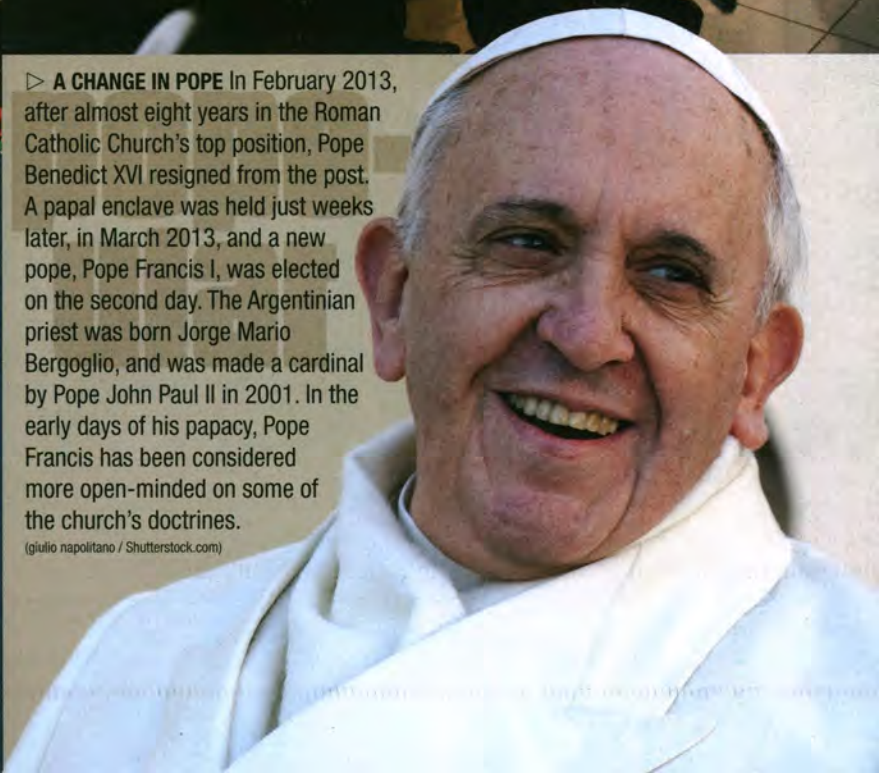 ▷ A CHANGE IN POPE In February 2013,
after almost eight years in the Roman
Catholic Church's top position, Pope
Benedict XVI resigned from the post.
A papal enclave was held just weeks
later, in March 2013, and a new
pope, Pope Francis I, was elected
on the second day. The Argentinian
priest was born Jorge Mario
Bergoglio, and was made a cardinal
by Pope John Paul II in 2001. In the
early days of his papacy, Pope
Francis has been considered
more open-minded on some of
the church's doctrines.
(giulio napolitano / Shutterstock.com)